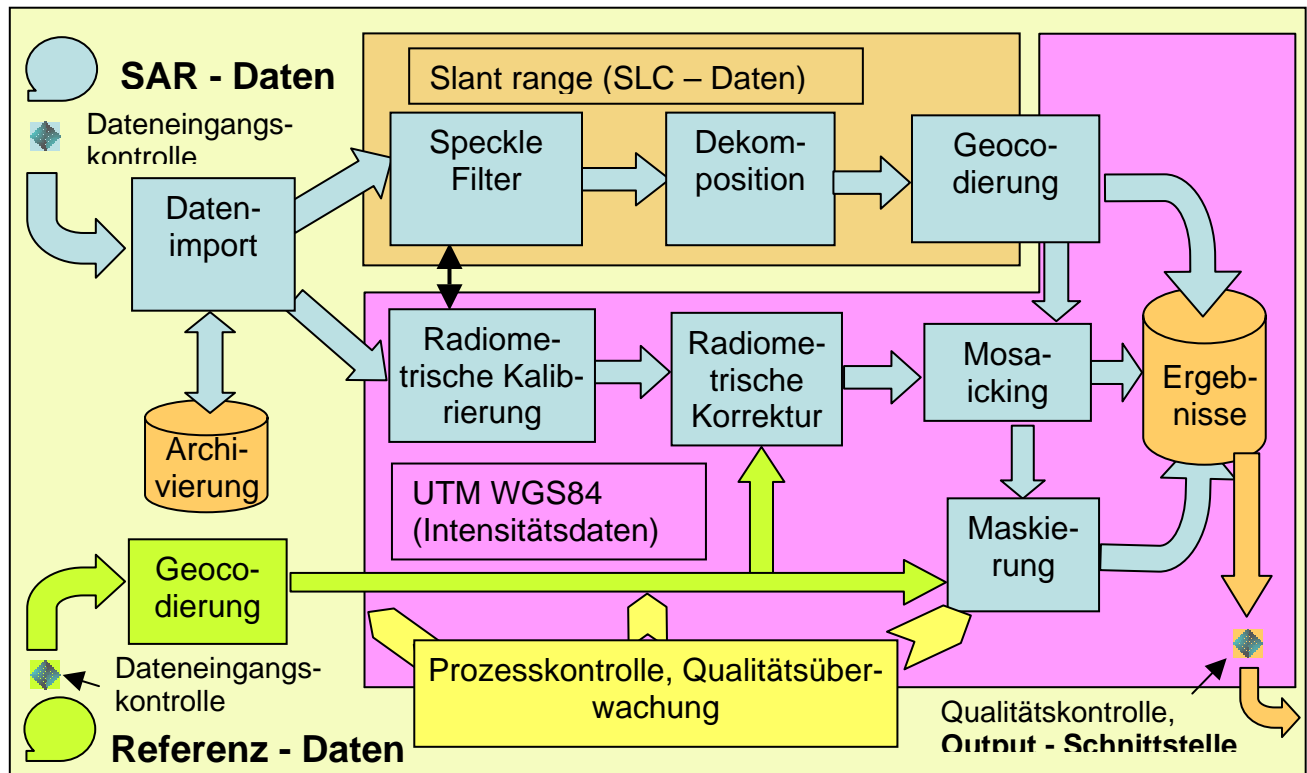 SAR - Daten
Dateneingangs-
kontrolle
Slant range (SLC – Daten)
Speckle
Filter
Dekom-
position
Geoco-
dierung
Daten-
import
Radiome-
trische Kalib-
rierung
Radiome-
trische
Korrektur
Mosa-
icking
Ergeb-
nisse
Archi-
vierung
UTM WGS84
(Intensitätsdaten)
Maskie-
rung
Geoco-
dierung
Dateneingangs-
kontrolle
Prozesskontrolle, Qualitätsüber-
wachung
Qualitätskontrolle,
Output - Schnittstelle
Referenz - Daten